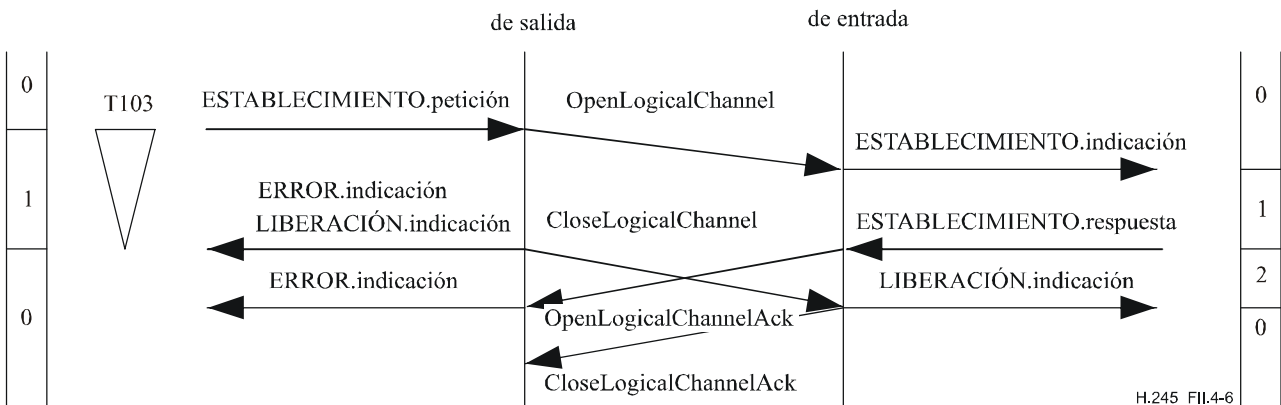 de salida
de entrada
0
T103
ESTABLECIMIENTO.petición
OpenLogicalChannel
0
ESTABLECIMIENTO.indicación
1
ERROR.indicación
LIBERACIÓN.indicación
CloseLogicalChannel
ESTABLECIMIENTO.respuesta
1
ERROR.indicación
LIBERACIÓN.indicación
2
0
OpenLogicalChannelAck
0
CloseLogicalChannelAck
H.245 FII.4-6